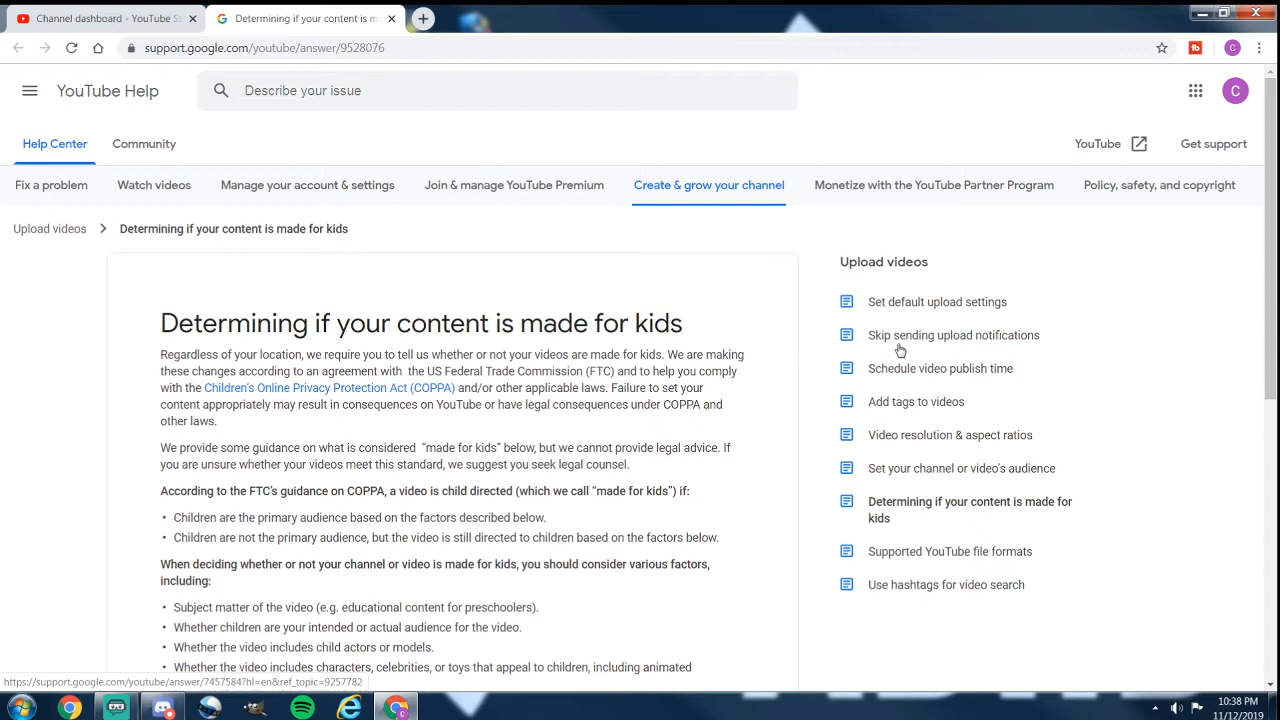 Channel dashboard - YouTube S
Determining if your content is m
support.google.com/youtube/answer/9528076
YouTube Help
Describe your issue
C
Help Center
Community
YouTube
Get support
Fix a problem
Watch videos
Manage your account & settings
Join & manage YouTube Premium
Create & grow your channel
Monetize with the YouTube Partner Program
Policy, safety, and copyright
Upload videos
Determining if your content is made for kids
Determining if your content is made for kids
Regardless of your location, we require you to tell us whether or not your videos are made for kids. We are making
these changes according to an agreement with the US Federal Trade Commission (FTC) and to help you comply
with the Children's Online Privacy Protection Act (COPPA) and/or other applicable laws. Failure to set your
content appropriately may result in consequences on YouTube or have legal consequences under COPPA and
other laws.
We provide some guidance on what is considered "made for kids" below, but we cannot provide legal advice. If
you are unsure whether your videos meet this standard, we suggest you seek legal counsel.
According to the FTC's guidance on COPPA, a video is child directed (which we call "made for kids") if:
• Children are the primary audience based on the factors described below.
• Children are not the primary audience, but the video is still directed to children based on the factors below.
When deciding whether or not your channel or video is made for kids, you should consider various factors,
including:
• Subject matter of the video (e.g. educational content for preschoolers).
• Whether children are your intended or actual audience for the video.
• Whether the video includes child actors or models.
• Whether the video includes characters, celebrities, or toys that appeal to children, including animated
Upload videos
Set default upload settings
Skip sending upload notifications
Schedule video publish time
Add tags to videos
Video resolution & aspect ratios
Set your channel or video's audience
Determining if your content is made for
kids
Supported YouTube file formats
Use hashtags for video search
https://support.google.com/youtube/answer/7457584?hl=en&ref_topic=9257782
10:38 PM
11/12/2019